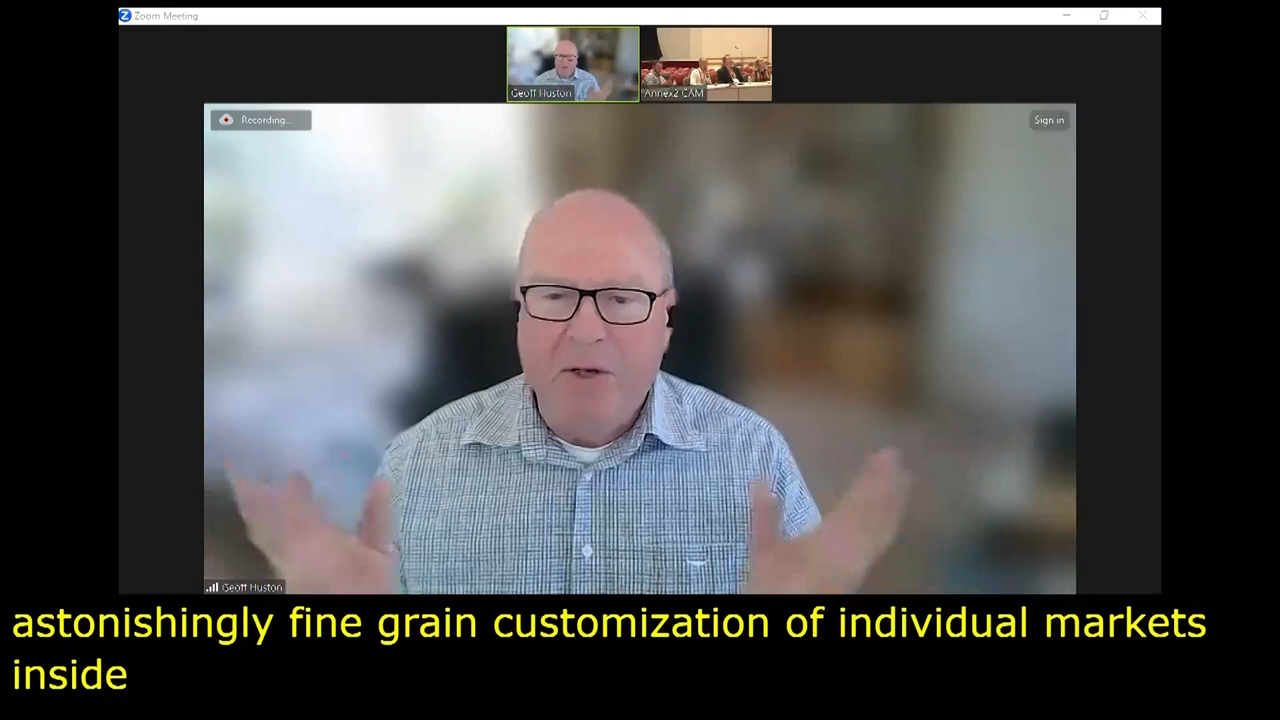 Zoom Meeting
Geoff Huston
Annex2 CAM
Recording...
Sign in
Geoff Huston
astonishingly fine grain customization of individual markets
inside